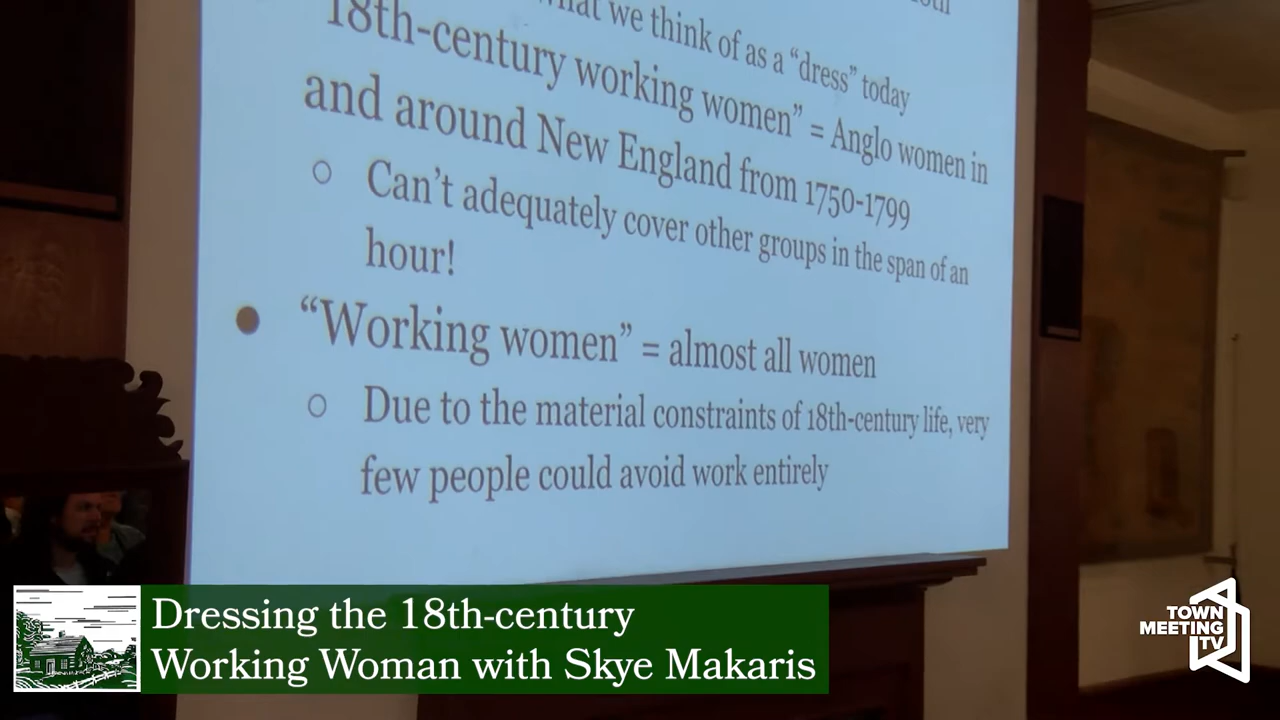 what we think of as a “dress” today
18th-century working women” = Anglo women in
and around New England from 1750-1799
Can’t adequately cover other groups in the span of an
hour!
“Working women” = almost all women
Due to the material constraints of 18th-century life, very
few people could avoid work entirely
Dressing the 18th-century
Working Woman with Skye Makaris
TOWN
MEETING
TV